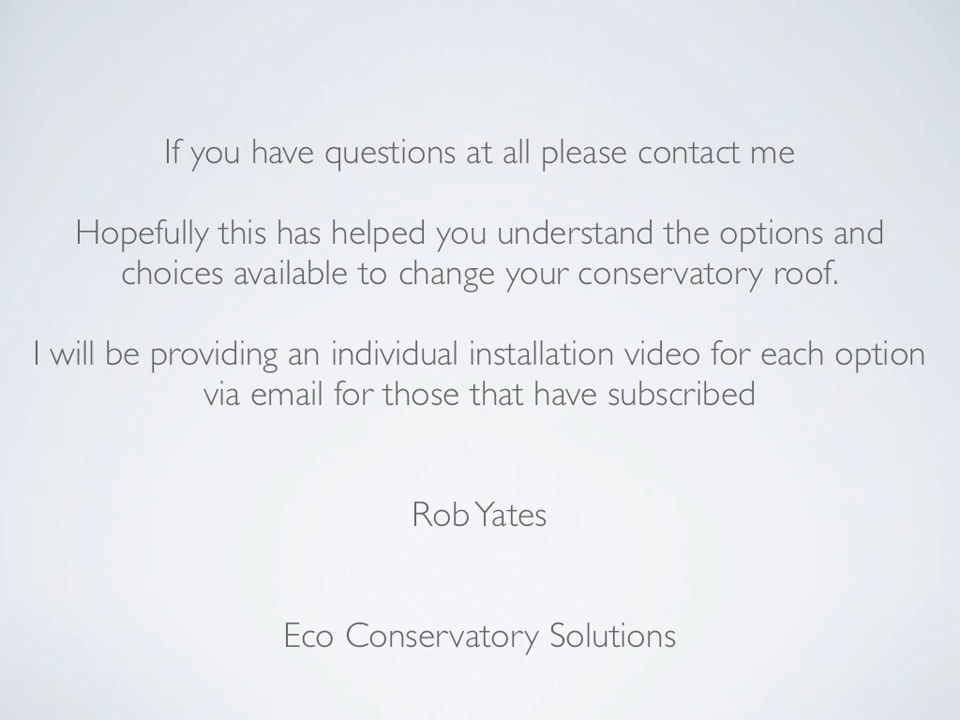 If you have questions at all please contact me
Hopefully this has helped you understand the options and
choices available to change your conservatory roof.
I will be providing an individual installation video for each option
via email for those that have subscribed
Rob Yates
Eco Conservatory Solutions